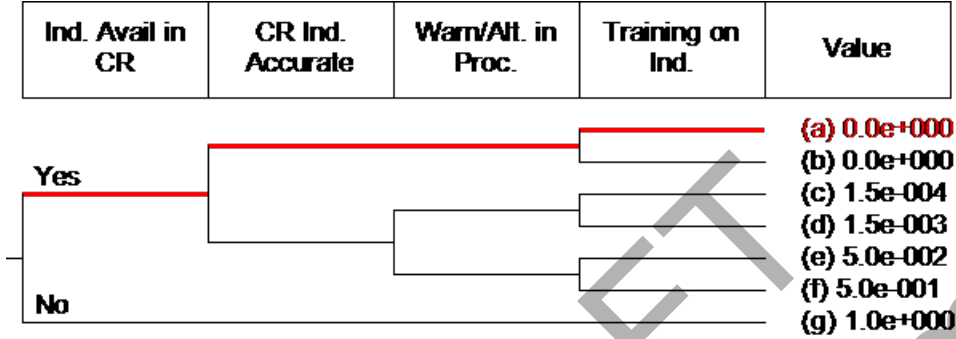 Ind. Avail in
CR
CR Ind.
Accurate
Warn/Alt. in
Proc.
Training on
Ind.
Value
Yes
No
(a) 0.0e+000
(b) 0.0e+000
(c) 1.5e-004
(d) 1.5e-003
(e) 5.0e-002
(f) 5.0e-001
(g) 1.0e+000